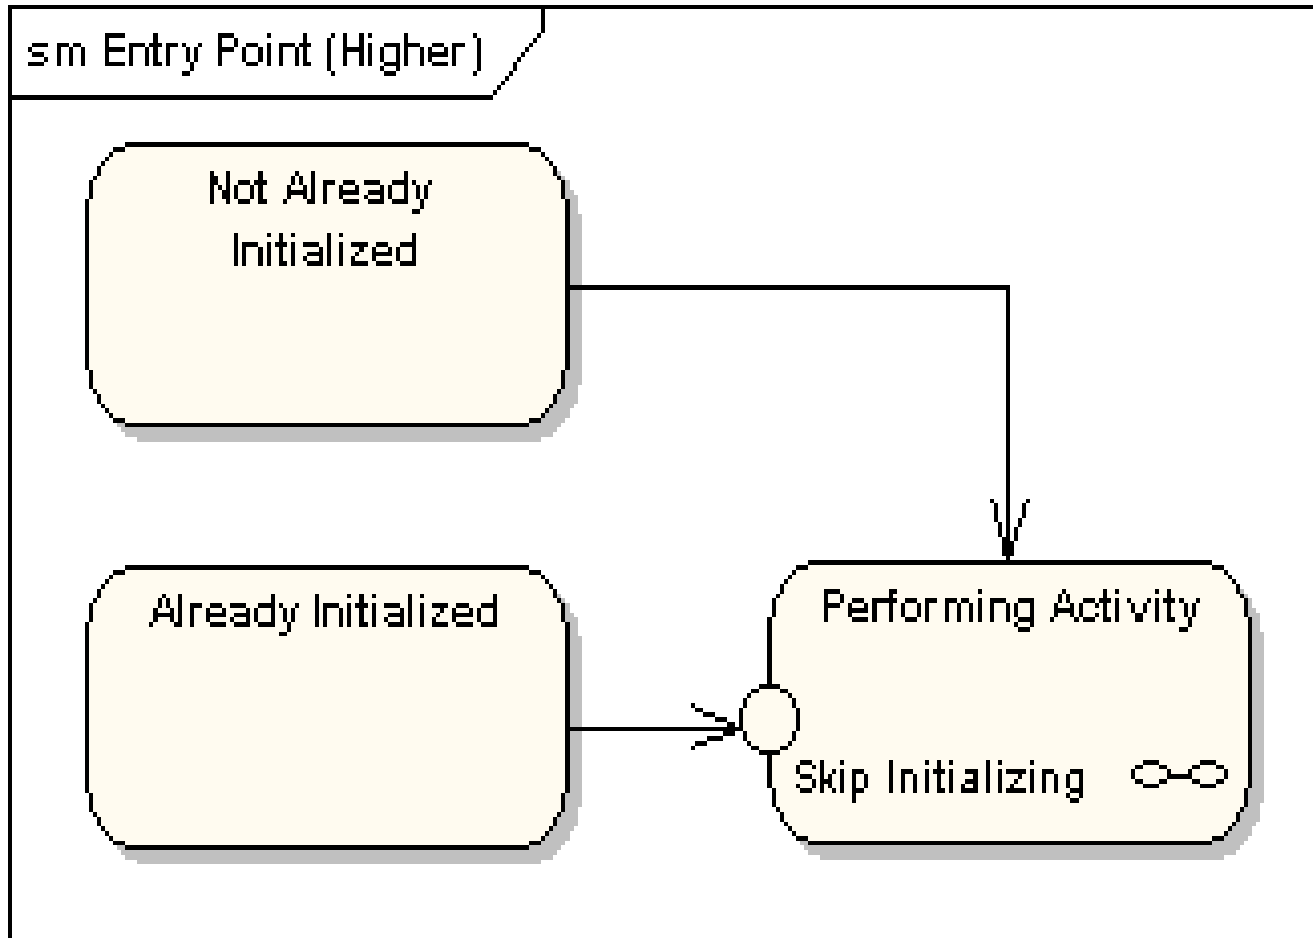 sm Entry Point (Higher)
Not Already
Initialized
Already Initialized
Performing Activity
Skip Initializing